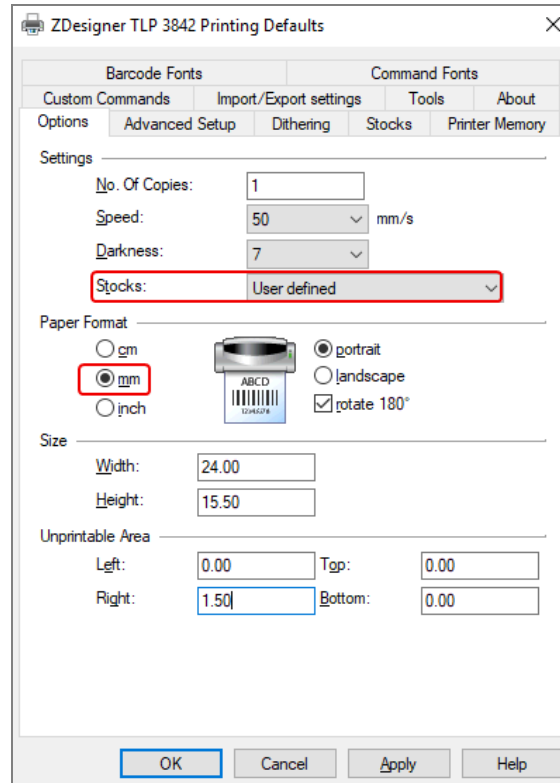 ZDesigner TLP 3842 Printing Defaults
Barcode Fonts Command Fonts
Custom Commands Import/Export settings Tools About
Options Advanced Setup Dithering Stocks Printer Memory
Settings
No. Of Copies: 1
Speed: 50 mm/s
Darkness: 7
Stocks: User defined
Paper Format
cm portrait
mm landscape
inch rotate 180°
ABCD
Size
Width: 24.00
Height: 15.50
Unprintable Area
Left: 0.00 Top: 0.00
Right: 1.50 Bottom: 0.00
OK Cancel Apply Help